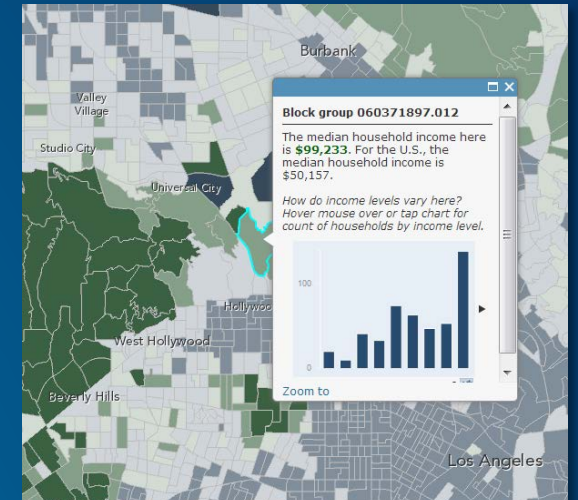 Burbank
Valley
Village
Studio City
Universal City
Block group 060371897.012
The median household income here
is $99,233. For the U.S., the
median household income is
$50,157.
How do income levels vary here?
Hover mouse over or tap chart for
count of households by income level.
100
0
Zoom to
Hollywoo
West Hollywood
Beverly Hills
Los Angeles